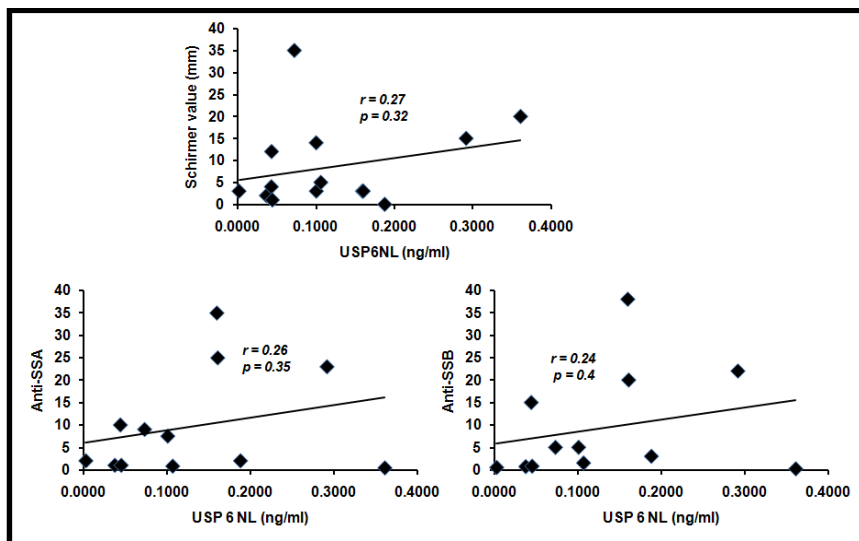 Schirmer value (mm)
40
35
30
25
20
15
10
5
0
r = 0.27
p = 0.32
0.0000 0.1000 0.2000 0.3000 0.4000
USP6NL (ng/ml)
Anti-SSA
40
35
30
25
20
15
10
5
0
r = 0.26
p = 0.35
0.0000 0.1000 0.2000 0.3000 0.4000
USP 6 NL (ng/ml)
Anti-SSB
40
35
30
25
20
15
10
5
0
r = 0.24
p = 0.4
0.0000 0.1000 0.2000 0.3000 0.4000
USP 6 NL (ng/ml)